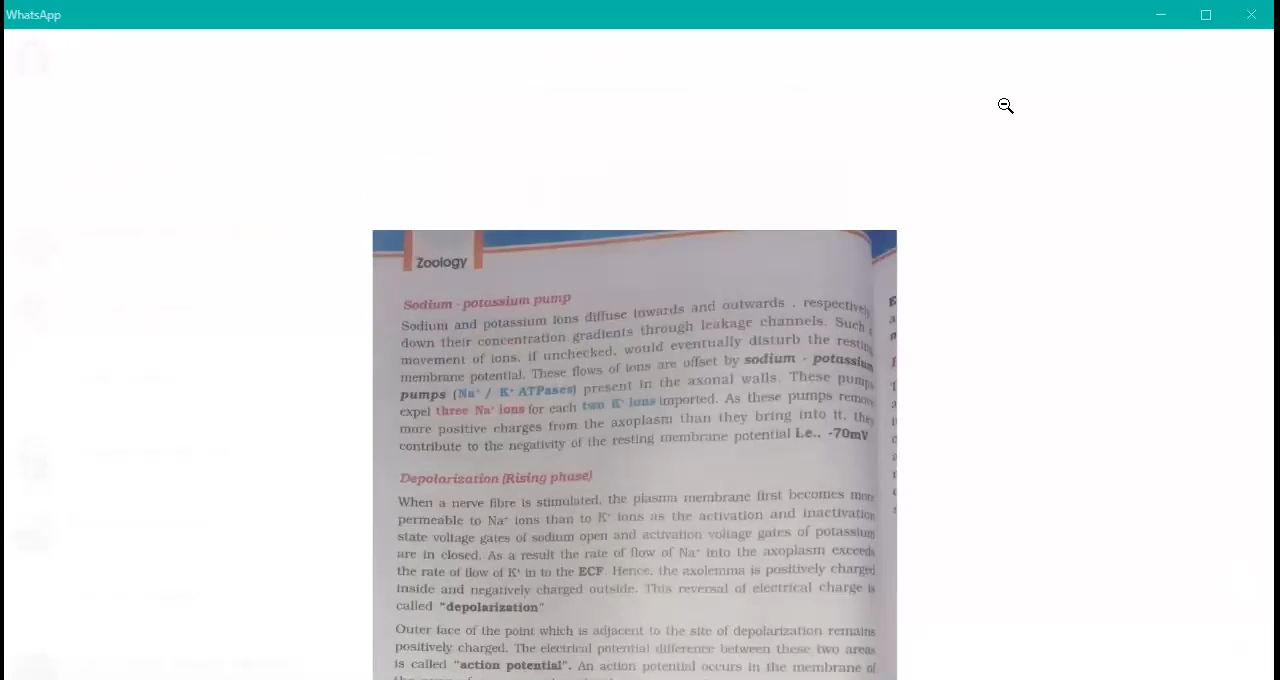 WhatsApp
Zoology
Sodium - potassium pump
Sodium and potassium ions diffuse towards and outwards , respectively
down their concentration gradients through leakage channels. Such
movement of ions, if unchecked, would eventually disturb the resting
membrane potential. These flows of ions are offset by sodium - potassium
pumps (Na⁺ / K⁺ ATPases) present in the axonal walls. These pumps
expel three Na⁺ ions for each two K⁺ ions imported. As these pumps remove
more positive charges from the axoplasm than they bring into it, they
contribute to the negativity of the resting membrane potential i.e., -70mV
Depolarization (Rising phase)
When a nerve fibre is stimulated, the plasma membrane first becomes more
permeable to Na⁺ ions than to K⁺ ions as the activation and inactivation
state voltage gates of sodium open and activation voltage gates of potassium
are in closed. As a result the rate of flow of Na⁺ into the axoplasm exceeds
the rate of flow of K⁺ in to the ECF. Hence, the axolemma is positively charged
inside and negatively charged outside. This reversal of electrical charge is
called "depolarization"
Outer face of the point which is adjacent to the site of depolarization remains
positively charged. The electrical potential difference between these two areas
is called "action potential". An action potential occurs in the membrane of